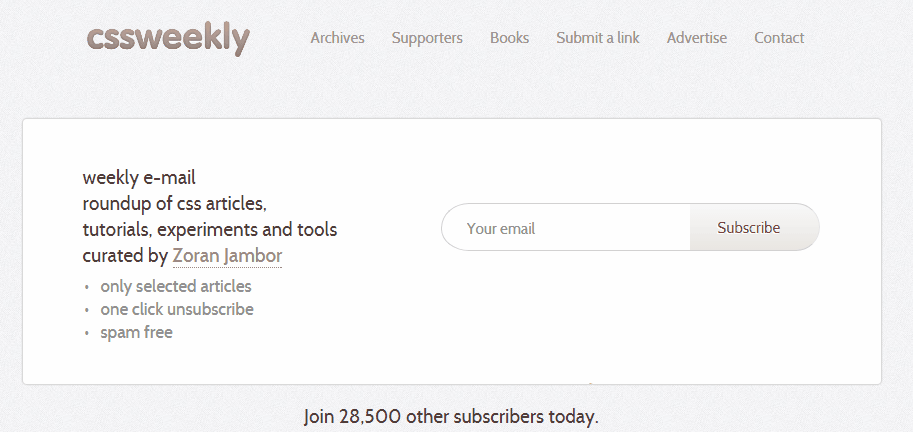 cssweekly
Archives Supporters Books Submit a link Advertise Contact
weekly e-mail
roundup of css articles,
tutorials, experiments and tools
curated by Zoran Jambor
• only selected articles
• one click unsubscribe
• spam free
Your email Subscribe
Join 28,500 other subscribers today.